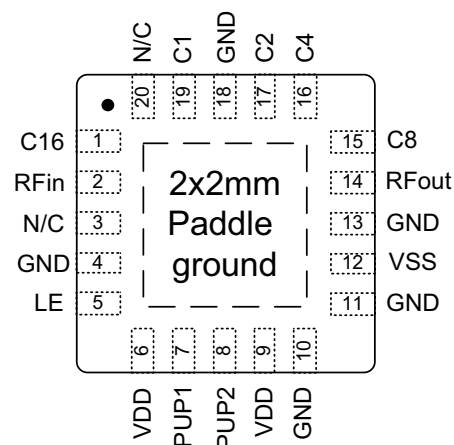 N/C C1 GND C2 C4
20 19 18 17 16
C16 1 15 C8
RFin 2 14 RFout
N/C 3 13 GND
GND 4 12 VSS
LE 5 11 GND
2x2mm
Paddle
ground
6 7 8 9 10
VDD PUP1 PUP2 VDD GND